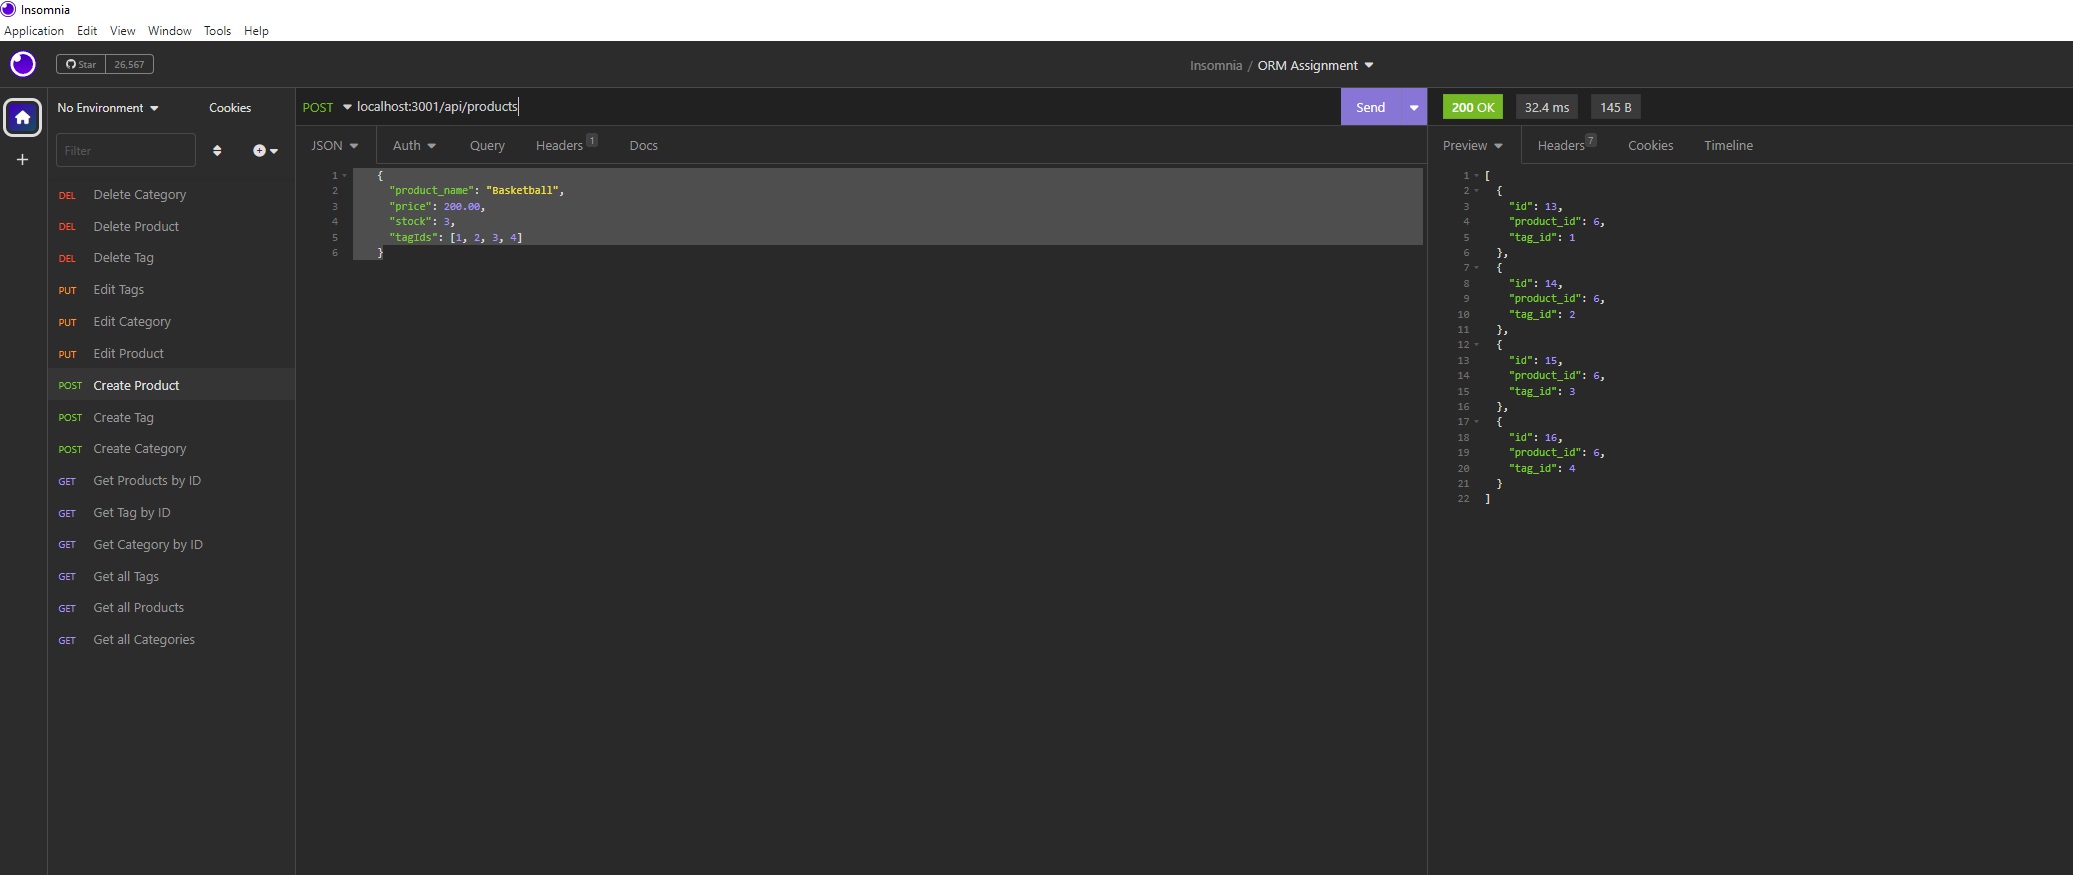 Insomnia
Application Edit View Window Tools Help
Star 26,567
Insomnia / ORM Assignment
No Environment Cookies
Filter
DEL Delete Category
DEL Delete Product
DEL Delete Tag
PUT Edit Tags
PUT Edit Category
PUT Edit Product
POST Create Product
POST Create Tag
POST Create Category
GET Get Products by ID
GET Get Tag by ID
GET Get Category by ID
GET Get all Tags
GET Get all Products
GET Get all Categories
POST localhost:3001/api/products Send
JSON Auth Query Headers 1 Docs
1 {
2 "product_name": "Basketball",
3 "price": 200.00,
4 "stock": 3,
5 "tagIds": [1, 2, 3, 4]
6 }
200 OK 32.4 ms 145 B
Preview Headers 7 Cookies Timeline
1 [
2 {
3 "id": 13,
4 "product_id": 6,
5 "tag_id": 1
6 },
7 {
8 "id": 14,
9 "product_id": 6,
10 "tag_id": 2
11 },
12 {
13 "id": 15,
14 "product_id": 6,
15 "tag_id": 3
16 },
17 {
18 "id": 16,
19 "product_id": 6,
20 "tag_id": 4
21 }
22 ]